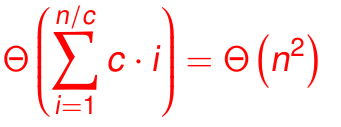 Θ(∑_{i=1}^{n/c} c · i) = Θ(n²)